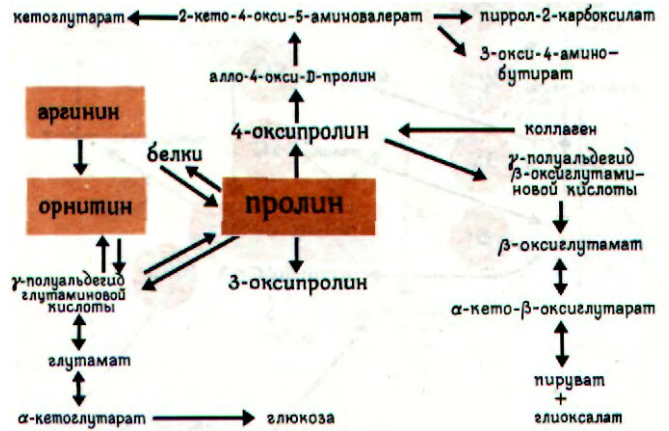 кетоглутарат
2-кето-4-окси-5-аминовалерат
пиррол-2-карбоксилат
3-окси-4-амино-
бутират
алло-4-окси-D-пролин
аргинин
4-оксипролин
коллаген
белки
γ-полуальдегид
β-оксиглутами-
новой кислоты
орнитин
пролин
β-оксиглутамат
γ-полуальдегид
глутаминовой
кислоты
3-оксипролин
α-кето-β-оксиглутарат
глутамат
пируват
+
глиоксалат
α-кетоглутарат
глюкоза